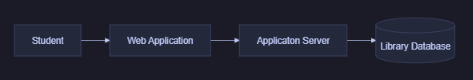 Student
Web Application
Applicaton Server
Library Database